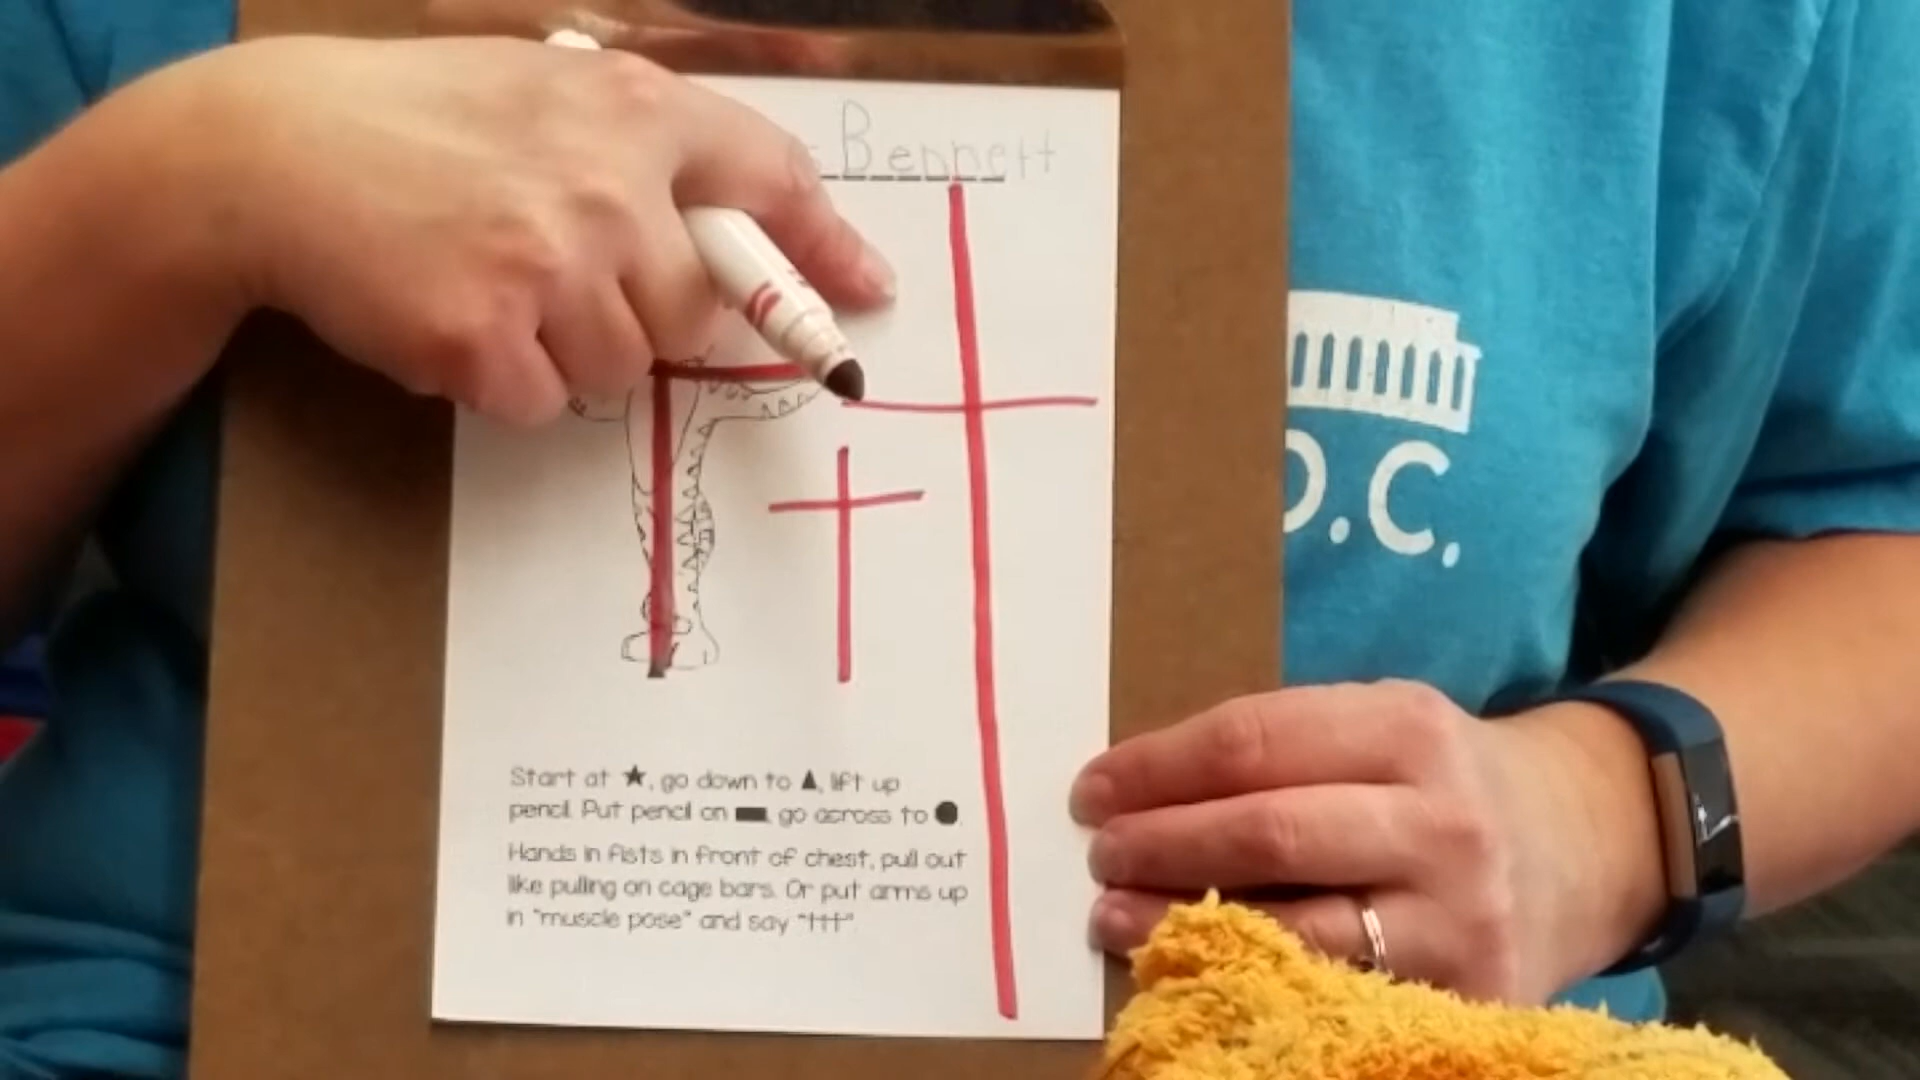 Bennett
t
t
Start at ★, go down to ▲, lift up
pencil. Put pencil on ▬, go across to ●.
Hands in fists in front of chest, pull out
like pulling on cage bars. Or put arms up
in "muscle pose" and say "ttt".
D.C.